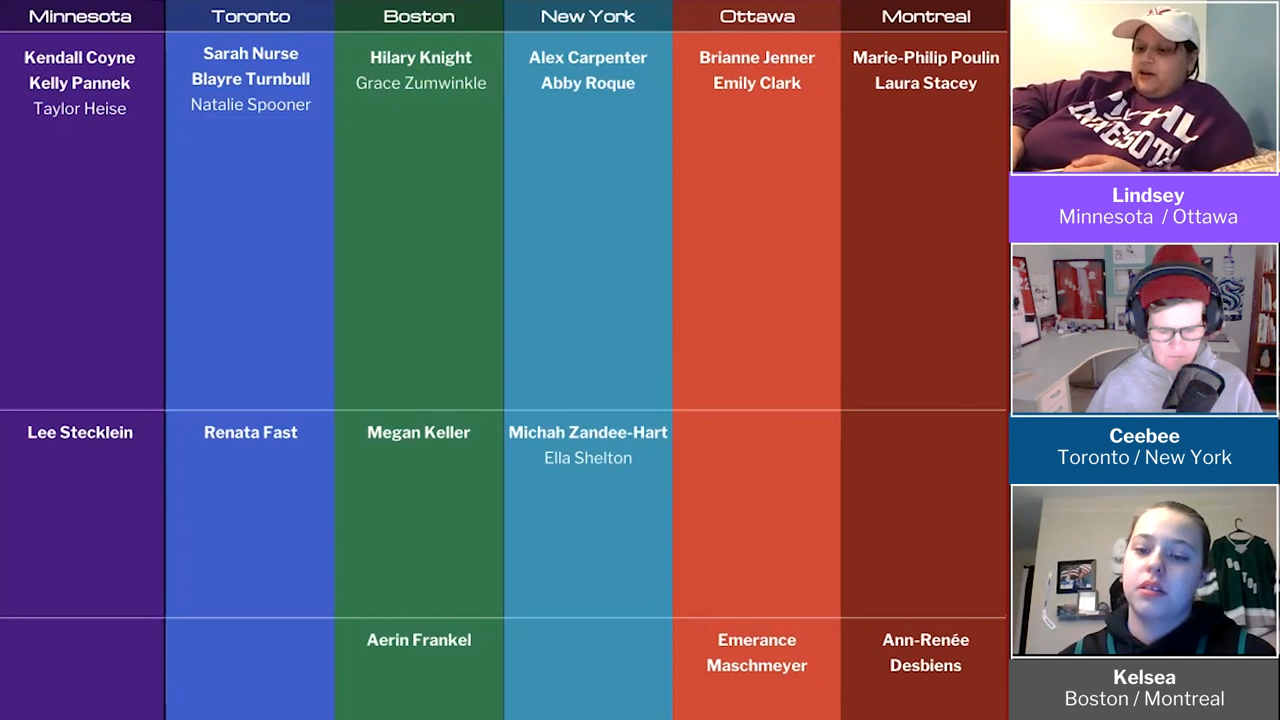 Minnesota
Kendall Coyne
Kelly Pannek
Taylor Heise
Lee Stecklein
Toronto
Sarah Nurse
Blayre Turnbull
Natalie Spooner
Renata Fast
Boston
Hilary Knight
Grace Zumwinkle
Megan Keller
Aerin Frankel
New York
Alex Carpenter
Abby Roque
Michah Zandee-Hart
Ella Shelton
Ottawa
Brianne Jenner
Emily Clark
Emerance
Maschmeyer
Montreal
Marie-Philip Poulin
Laura Stacey
Ann-Renée
Desbiens
Lindsey
Minnesota / Ottawa
Ceebee
Toronto / New York
Kelsea
Boston / Montreal